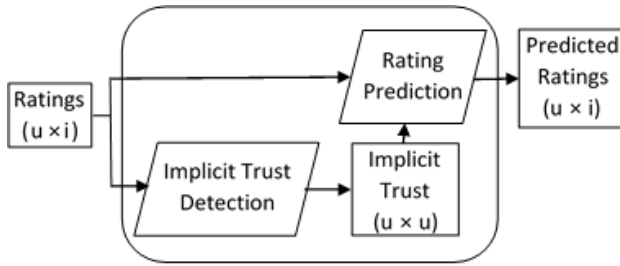 Ratings
(u × i)
Implicit Trust
Detection
Implicit
Trust
(u × u)
Rating
Prediction
Predicted
Ratings
(u × i)